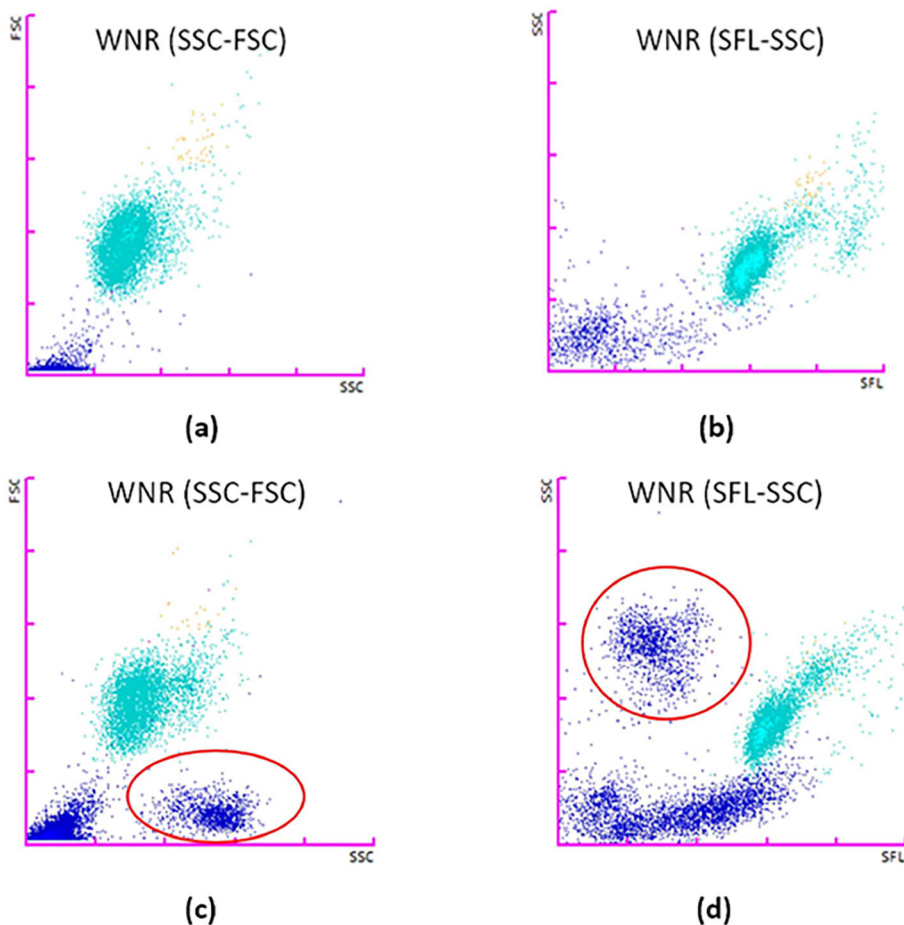 WNR (SSC-FSC)
FSC
SSC
(a)
WNR (SFL-SSC)
SSC
SFL
(b)
WNR (SSC-FSC)
FSC
SSC
(c)
WNR (SFL-SSC)
SSC
SFL
(d)